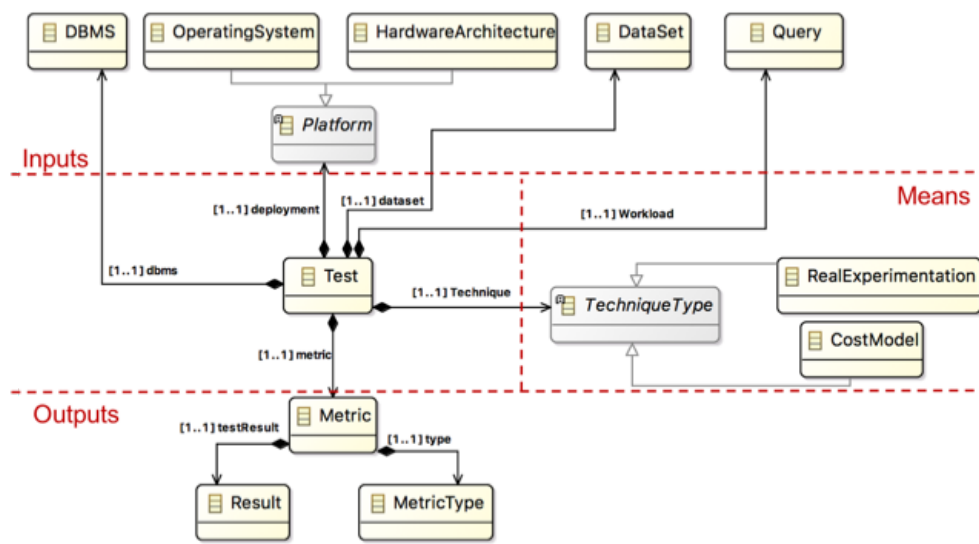 DBMS
OperatingSystem
HardwareArchitecture
DataSet
Query
Platform
Inputs
Means
[1..1] deployment
[1..1] dataset
[1..1] Workload
[1..1] dbms
Test
[1..1] Technique
TechniqueType
RealExperimentation
CostModel
[1..1] metric
Outputs
Metric
[1..1] testResult
[1..1] type
Result
MetricType